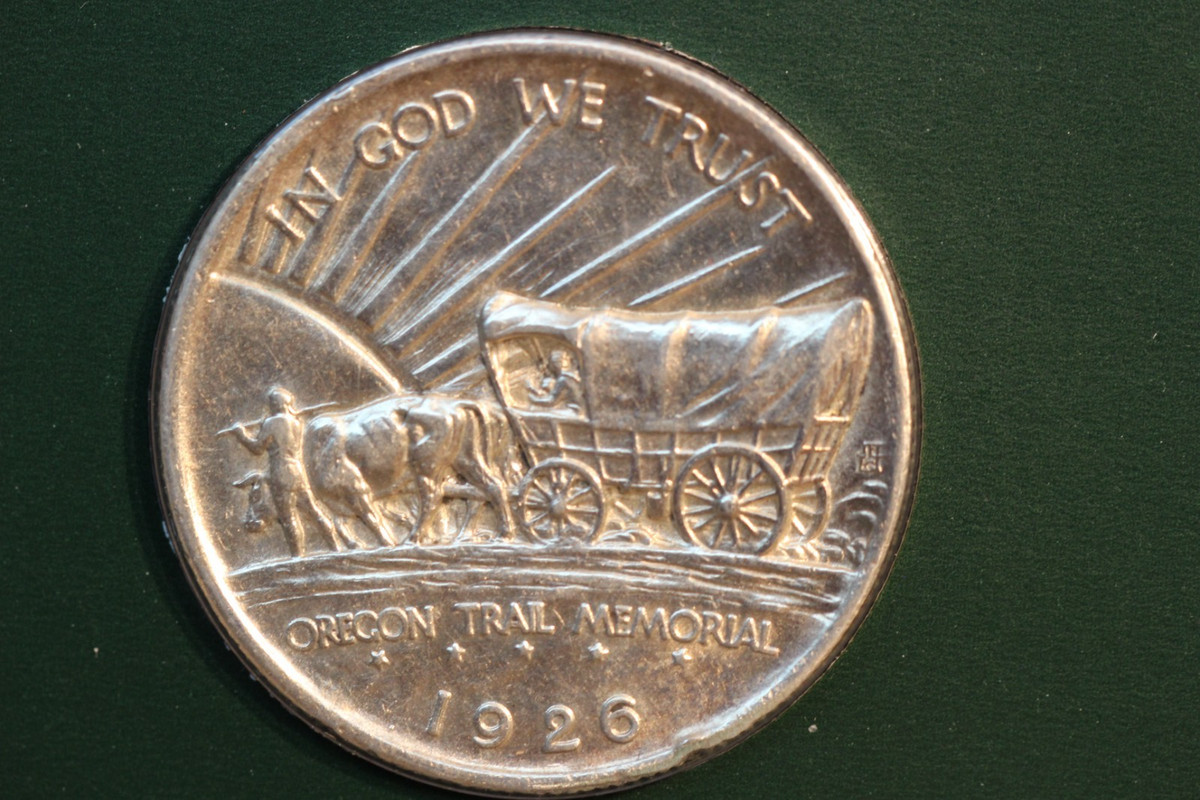 IN GOD WE TRUST
OREGON TRAIL MEMORIAL
1926